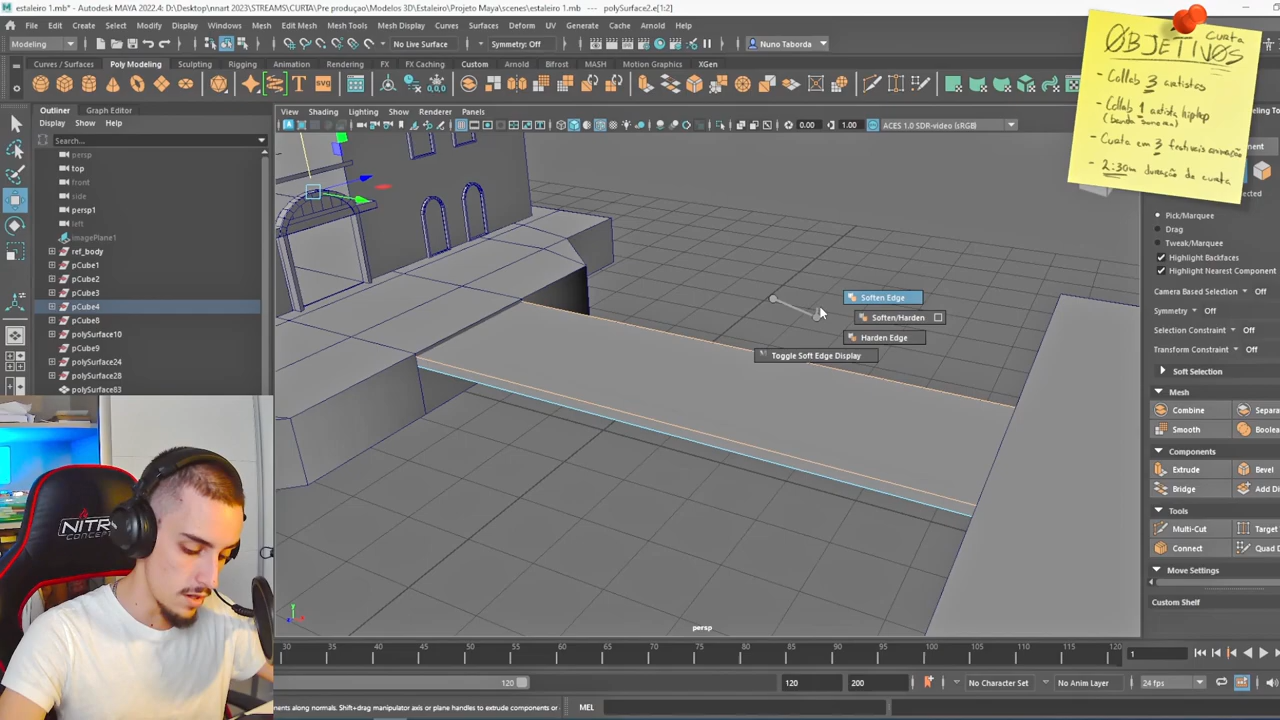 estaleiro 1.mb* - Autodesk MAYA 2022.4: D:\Desktop\nnart 2023\STREAMS\CURTA\Pre produçao\Modelos 3D\Estaleiro\Projeto Maya\scenes\estaleiro 1.mb --- polySurface2.e[1:2]
File Edit Create Select Modify Display Windows Mesh Edit Mesh Mesh Tools Mesh Display Curves Surfaces Deform UV Generate Cache Arnold Help
Modeling
No Live Surface
Symmetry: Off
Nuno Taborda
Curves / Surfaces Poly Modeling Sculpting Rigging Animation Rendering FX FX Caching Custom Arnold Bifrost MASH Motion Graphics XGen
SVG
Outliner Graph Editor
Display Show Help
Search...
persp
top
front
side
persp1
left
imagePlane1
ref_body
pCube1
pCube2
pCube3
pCube4
pCube8
polySurface10
pCube9
polySurface24
polySurface28
polySurface83
View Shading Lighting Show Renderer Panels
0.00 1.00 ACES 1.0 SDR-video (sRGB)
Soften Edge
Soften/Harden
Harden Edge
Toggle Soft Edge Display
persp
OBJETIVOS
Curta
- Collab 3 artistas
- Collab 1 artista hiphop
(banda sonora)
- Curta em 3 festivais animação
- 2:30m duração da curta
Pick/Marquee
Drag
Tweak/Marquee
Highlight Backfaces
Highlight Nearest Component
Camera Based Selection Off
Symmetry Off
Selection Constraint Off
Transform Constraint Off
Soft Selection
Mesh
Combine
Smooth
Components
Extrude Bevel
Bridge
Tools
Multi-Cut Target
Connect
Move Settings
Custom Shelf
30 35 40 45 50 55 60 65 70 75 80 85 90 95 100 105 110 115 120
1
120
120
200
No Character Set
No Anim Layer
24 fps
MEL
NITRO
CONCEPTS